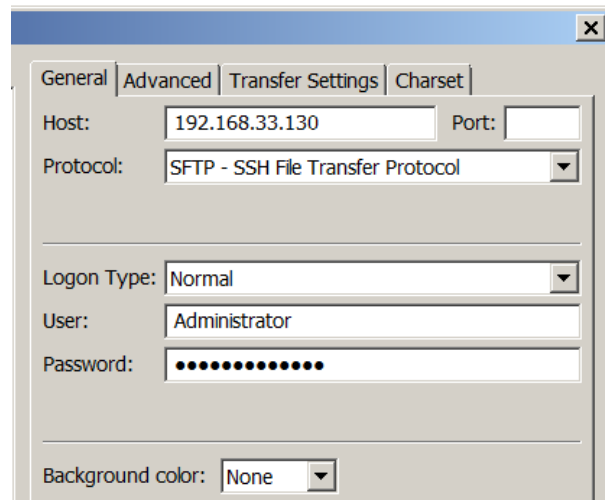 General Advanced Transfer Settings Charset
Host: 192.168.33.130 Port:
Protocol: SFTP - SSH File Transfer Protocol
Logon Type: Normal
User: Administrator
Password: ●●●●●●●●●●●●●
Background color: None